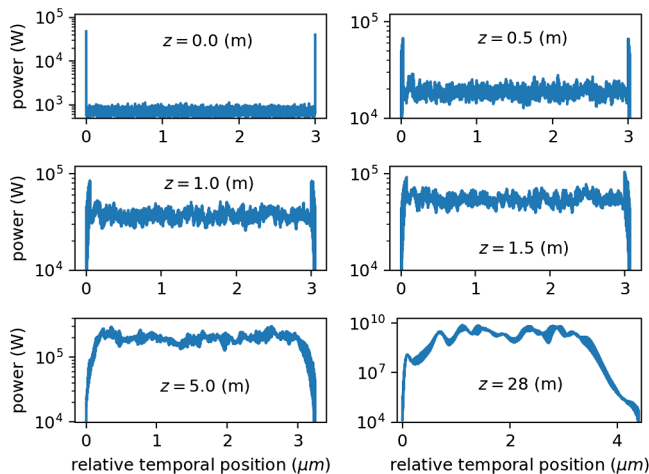 10^5
10^4
10^3
power (W)
z = 0.0 (m)
0 1 2 3
10^5
10^4
z = 0.5 (m)
0 1 2 3
10^5
10^4
power (W)
z = 1.0 (m)
0 1 2 3
10^5
10^4
z = 1.5 (m)
0 1 2 3
10^5
10^4
power (W)
z = 5.0 (m)
0 1 2 3
relative temporal position (μm)
10^10
10^7
10^4
z = 28 (m)
0 2 4
relative temporal position (μm)